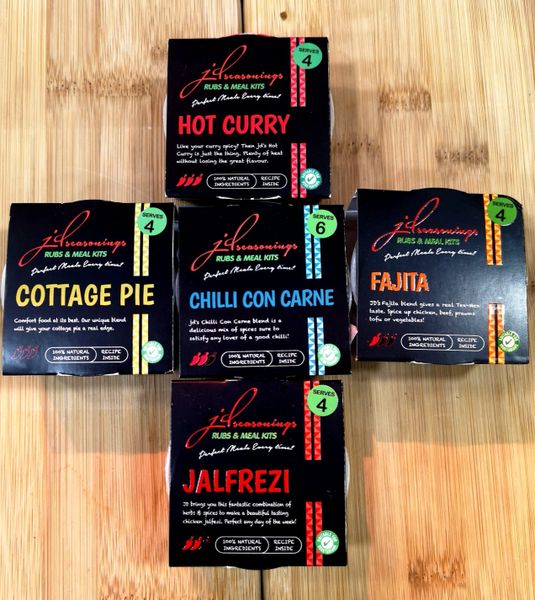 jd seasonings
RUBS & MEAL KITS
Perfect Meals Every time!
SERVES
4
HOT CURRY
Like your curry spicy? Then Jd's Hot
Curry is just the thing. Plenty of heat
without losing the great flavour.
100% NATURAL
INGREDIENTS
RECIPE
INSIDE
jd seasonings
RUBS & MEAL KITS
Perfect Meals Every time!
SERVES
4
COTTAGE PIE
Comfort food at its best. Our unique blend
will give your cottage pie a real edge.
100% NATURAL
INGREDIENTS
RECIPE
INSIDE
jd seasonings
RUBS & MEAL KITS
Perfect Meals Every time!
SERVES
6
CHILLI CON CARNE
Jd's Chilli Con Carne blend is a
delicious mix of spices sure to
satisfy any lover of a good chilli!
100% NATURAL
INGREDIENTS
RECIPE
INSIDE
jd seasonings
RUBS & MEAL KITS
Perfect Meals Every time!
SERVES
4
FAJITA
JD's Fajita blend gives a real Tex-Mex
taste. Spice up chicken, beef, prawns
tofu or vegetables!
100% NATURAL
INGREDIENTS
RECIPE
INSIDE
jd seasonings
RUBS & MEAL KITS
Perfect Meals Every time!
SERVES
4
JALFREZI
JD brings you this fantastic combination of
herbs & spices to make a beautiful tasting
chicken jalfezi. Perfect any day of the week!
100% NATURAL
INGREDIENTS
RECIPE
INSIDE